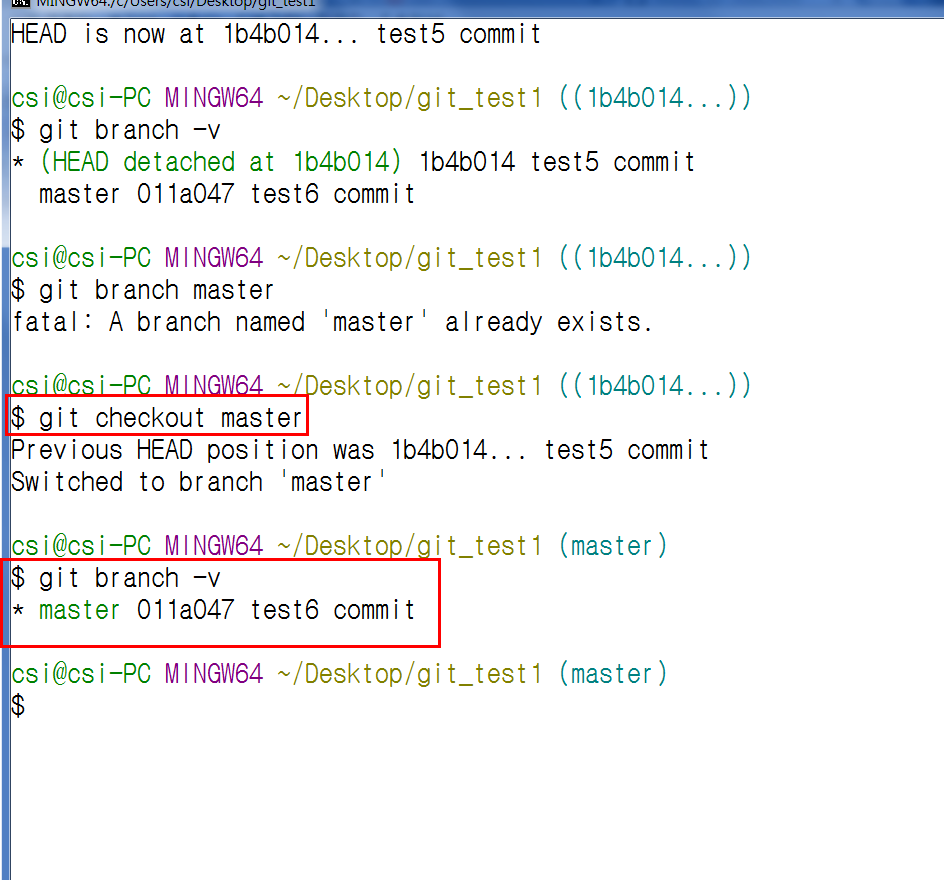 MINGW64:/c/Users/csi/Desktop/git_test1
HEAD is now at 1b4b014... test5 commit
csi@csi-PC MINGW64 ~/Desktop/git_test1 ((1b4b014...))
$ git branch -v
* (HEAD detached at 1b4b014) 1b4b014 test5 commit
master 011a047 test6 commit
csi@csi-PC MINGW64 ~/Desktop/git_test1 ((1b4b014...))
$ git branch master
fatal: A branch named 'master' already exists.
csi@csi-PC MINGW64 ~/Desktop/git_test1 ((1b4b014...))
$ git checkout master
Previous HEAD position was 1b4b014... test5 commit
Switched to branch 'master'
csi@csi-PC MINGW64 ~/Desktop/git_test1 (master)
$ git branch -v
* master 011a047 test6 commit
csi@csi-PC MINGW64 ~/Desktop/git_test1 (master)
$